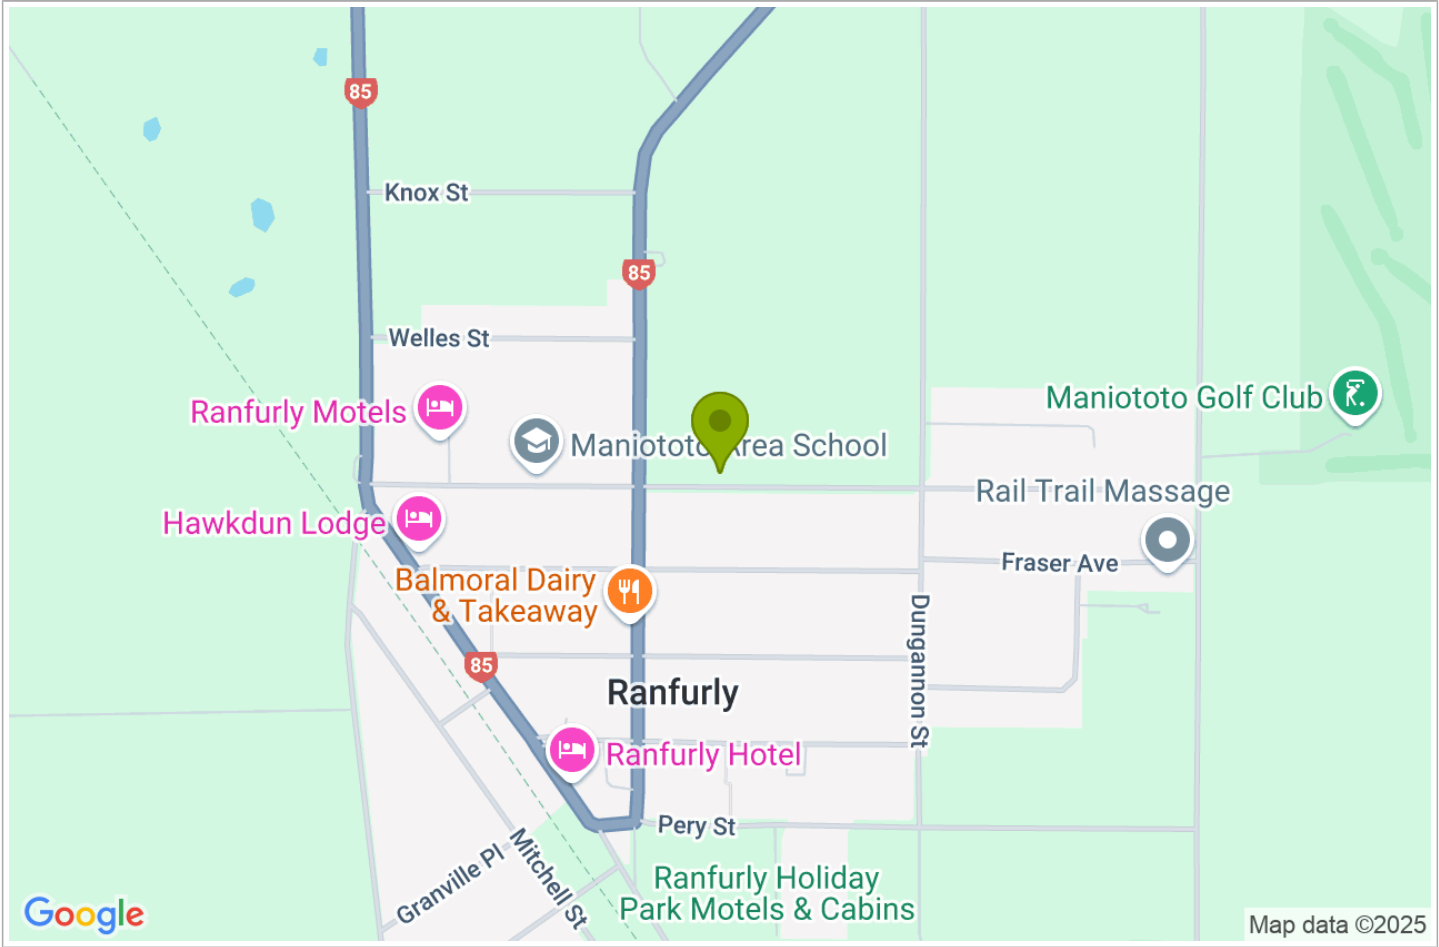 85
Knox St
85
Welles St
Ranfurly Motels
Maniototo Area School
Maniototo Golf Club
Rail Trail Massage
Hawkdun Lodge
Fraser Ave
Balmoral Dairy
& Takeaway
Dungannon St
85
Ranfurly
Ranfurly Hotel
Pery St
Mitchell St
Granville Pl
Ranfurly Holiday
Park Motels & Cabins
Google
Map data ©2025